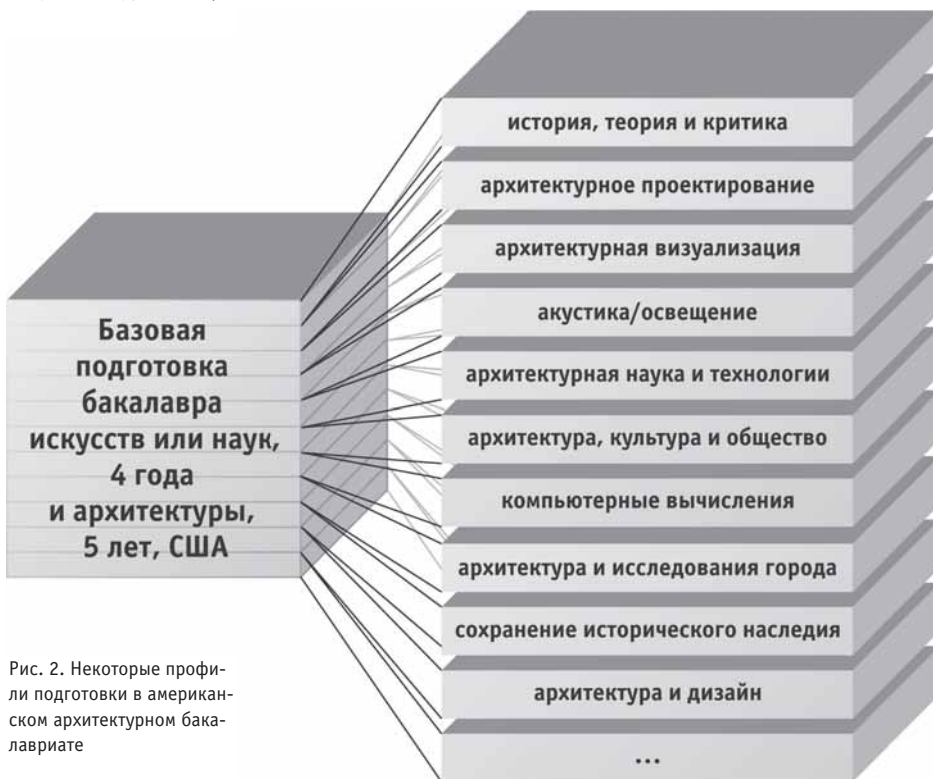 Базовая
подготовка
бакалавра
искусств или наук,
4 года
и архитектуры,
5 лет, США
история, теория и критика
архитектурное проектирование
архитектурная визуализация
акустика/освещение
архитектурная наука и технологии
архитектура, культура и общество
компьютерные вычисления
архитектура и исследования города
сохранение исторического наследия
архитектура и дизайн
...
Рис. 2. Некоторые профи-
ли подготовки в американ-
ском архитектурном бака-
лавриате